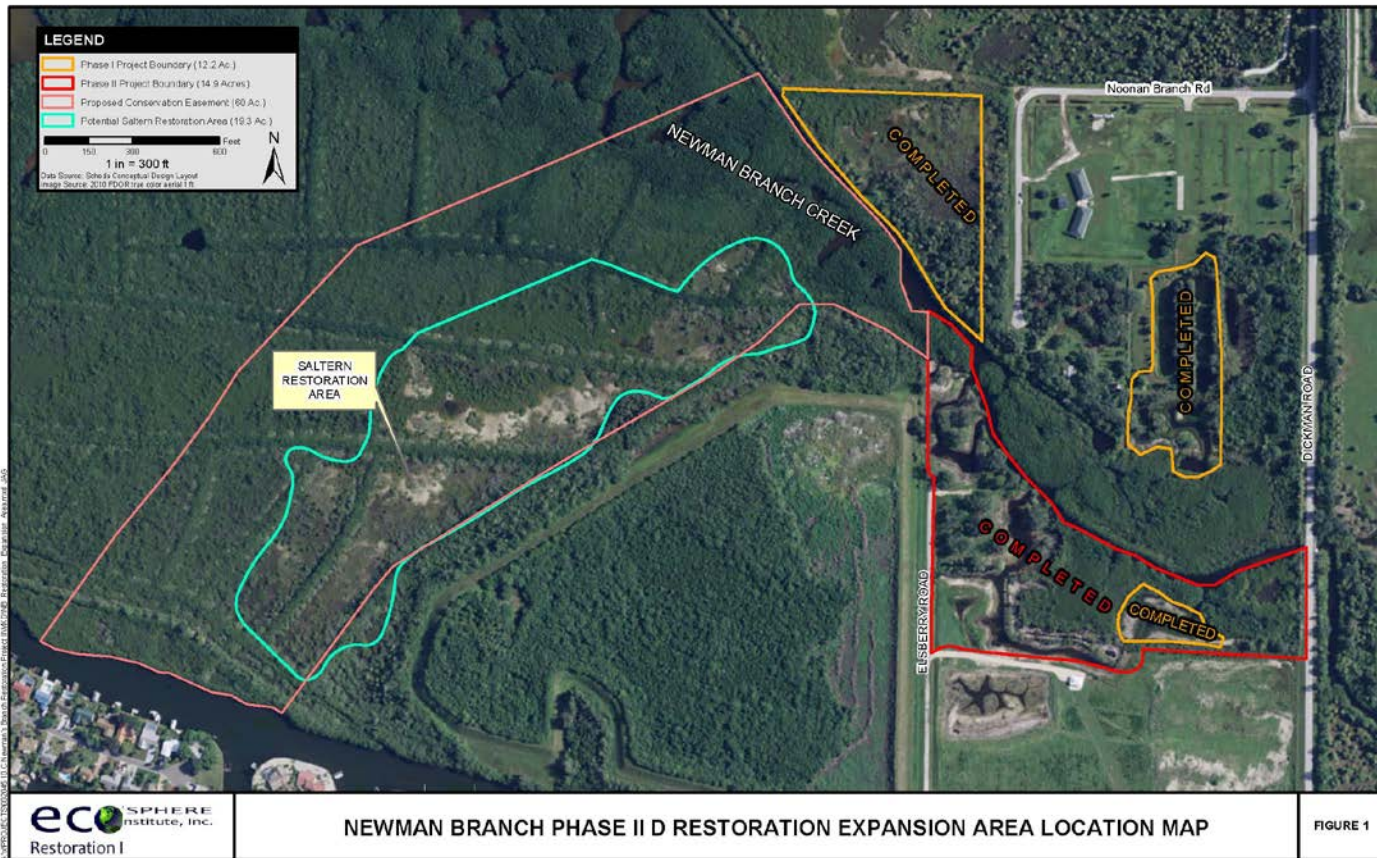 LEGEND
Phase I Project Boundary (12.2 Ac.)
Phase II Project Boundary (14.9 Acres)
Proposed Conservation Easement (60 Ac.)
Potential Saltern Restoration Area (19.3 Ac.)
Feet
0 150 300 600
1 in = 300 ft
N
Data Source: Scheda Conceptual Design Layout
Image Source: 2010 FDOR true color aerial 1 ft
NEWMAN BRANCH CREEK
COMPLETED
Noonan Branch Rd
COMPLETED
DICKMAN ROAD
SALTERN
RESTORATION
AREA
COMPLETED
COMPLETED
ELSBERRY ROAD
eco SPHERE
Institute, Inc.
Restoration I
NEWMAN BRANCH PHASE II D RESTORATION EXPANSION AREA LOCATION MAP
FIGURE 1